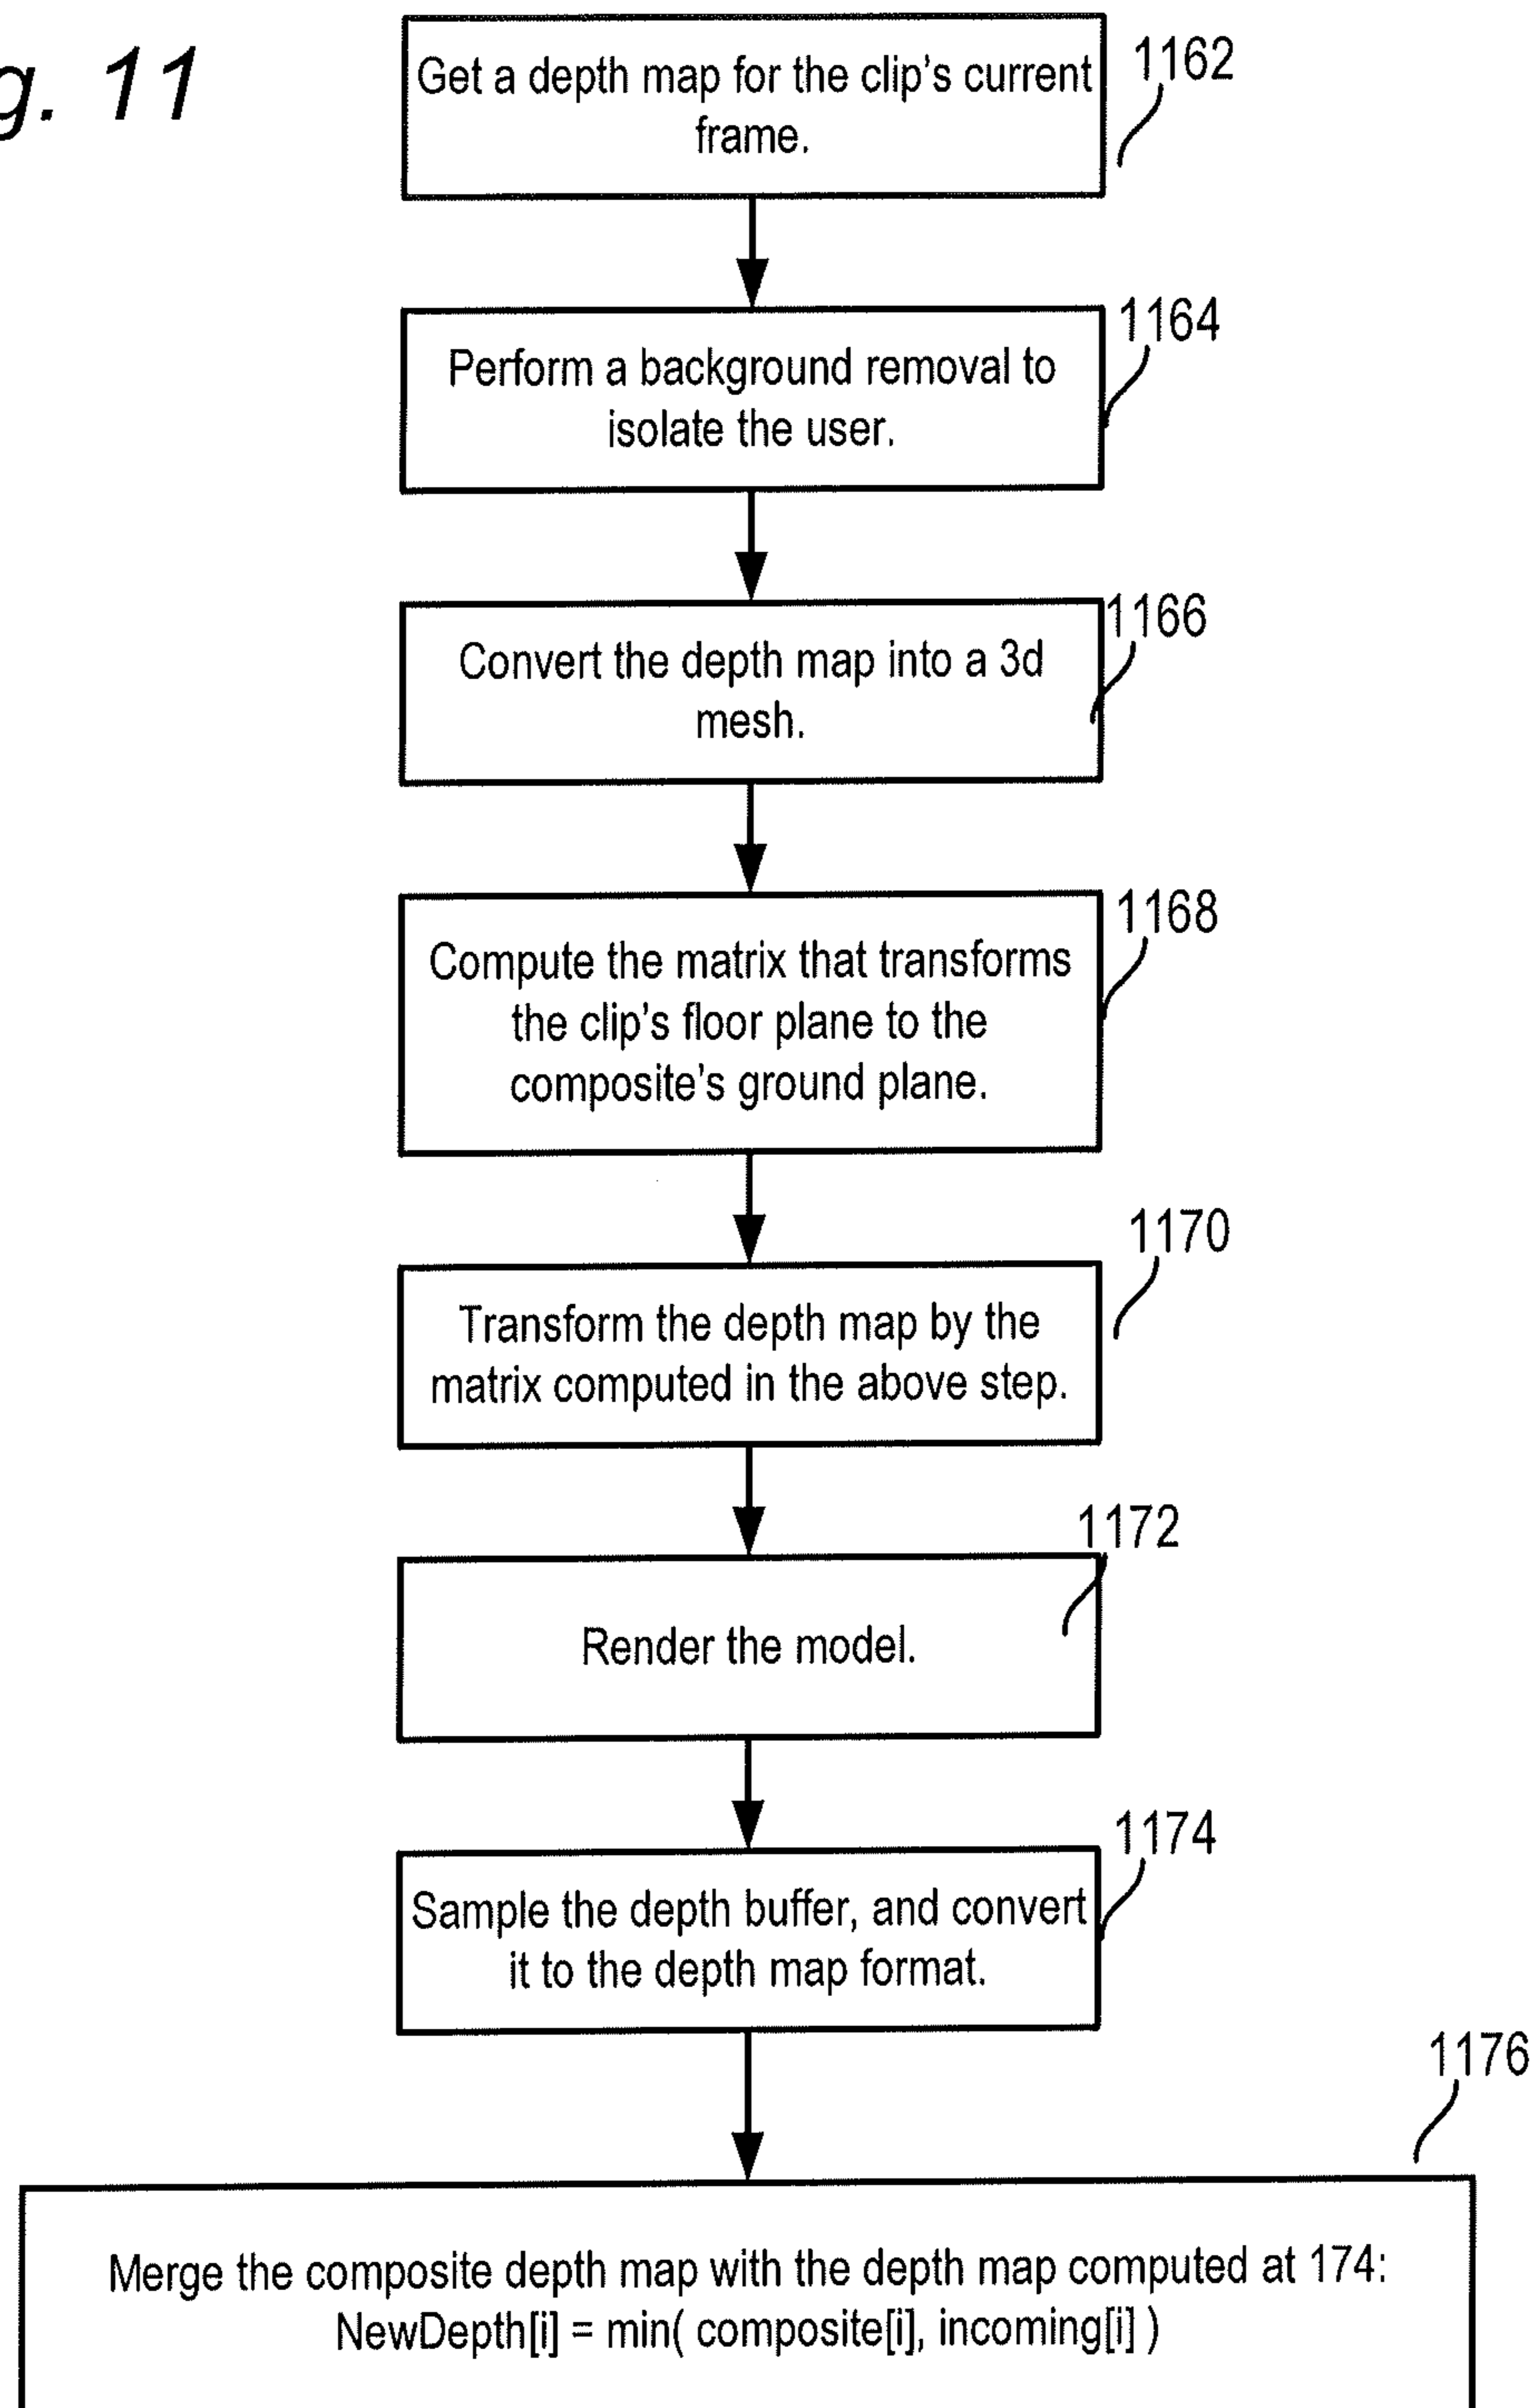 g. 11
Get a depth map for the clip's current
frame.
1162
Perform a background removal to
isolate the user.
1164
Convert the depth map into a 3d
mesh.
1166
Compute the matrix that transforms
the clip's floor plane to the
composite's ground plane.
1168
Transform the depth map by the
matrix computed in the above step.
1170
Render the model.
1172
Sample the depth buffer, and convert
it to the depth map format.
1174
Merge the composite depth map with the depth map computed at 174:
NewDepth[i] = min( composite[i], incoming[i] )
1176